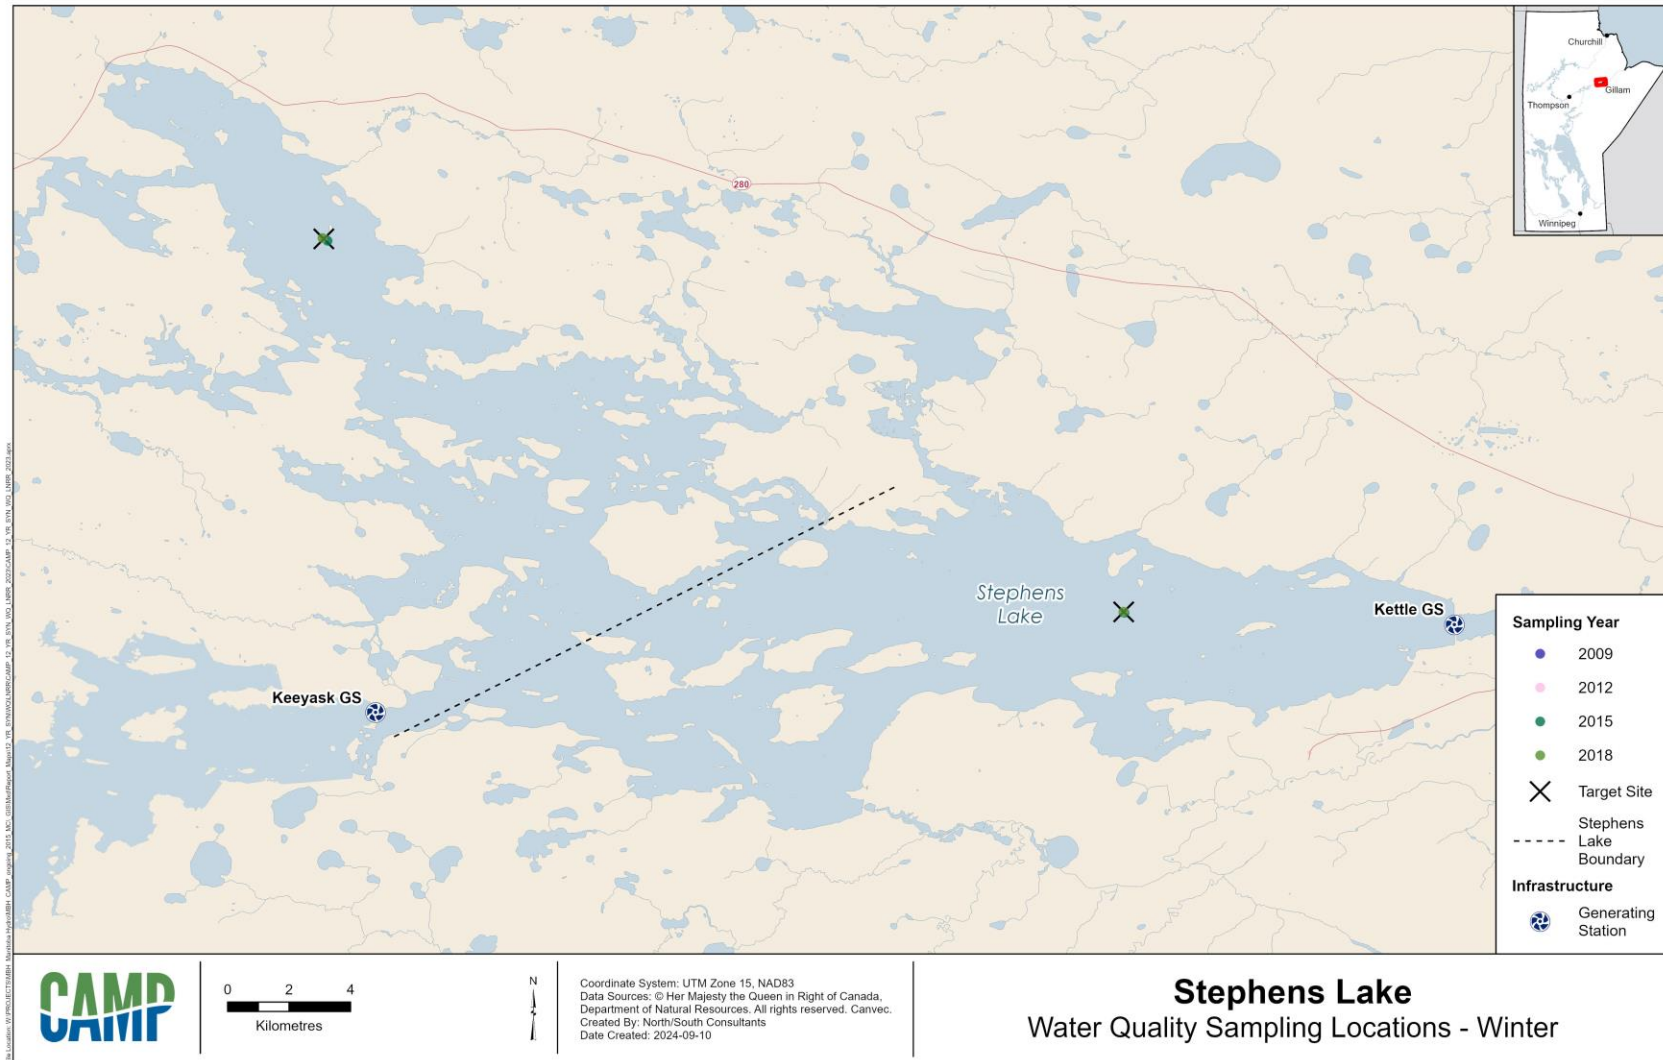 Churchill
Gillam
Thompson
Winnipeg
280
Stephens
Lake
Kettle GS
Keeyask GS
Sampling Year
2009
2012
2015
2018
Target Site
Stephens
Lake
Boundary
Infrastructure
Generating
Station
CAMP
0 2 4
Kilometres
N
Coordinate System: UTM Zone 15, NAD83
Data Sources: © Her Majesty the Queen in Right of Canada,
Department of Natural Resources. All rights reserved. Canvec.
Created By: North/South Consultants
Date Created: 2024-09-10
Stephens Lake
Water Quality Sampling Locations - Winter